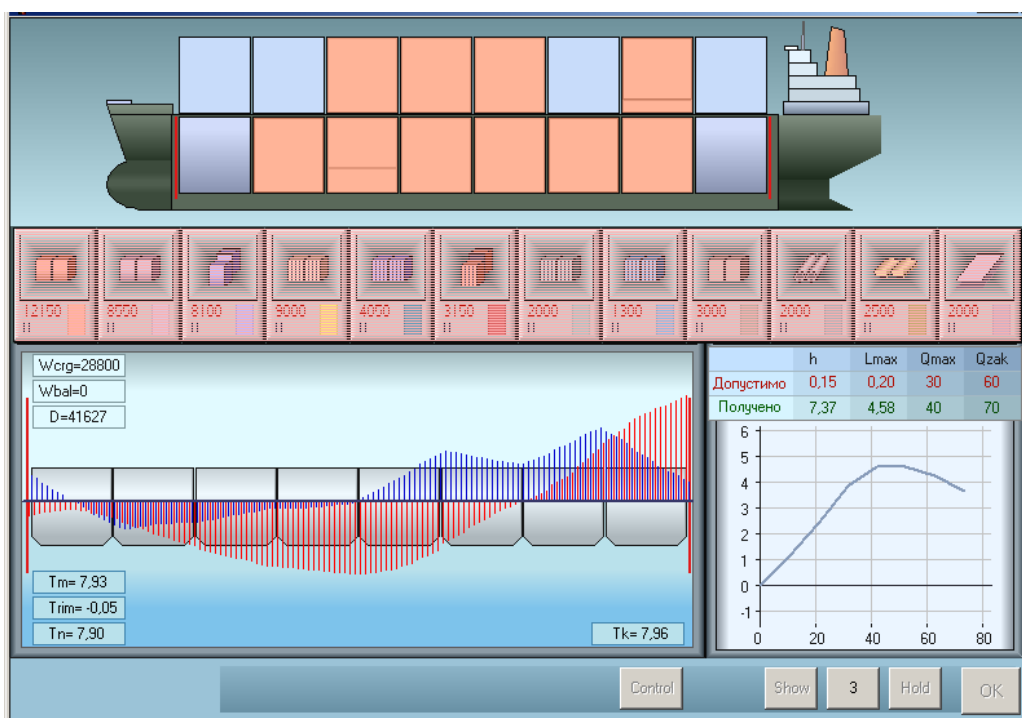 12150 8550 8100 9000 4050 3150 2000 1300 3000 2000 2500 2000
Wcrg=28800
Wbal=0
D=41627
Tm= 7,93
Trim= -0,05
Tn= 7,90
Tk= 7,96
h Lmax Qmax Qzak
Допустимо 0,15 0,20 30 60
Получено 7,37 4,58 40 70
6
5
4
3
2
1
0
-1
0 20 40 60 80
Control Show 3 Hold OK